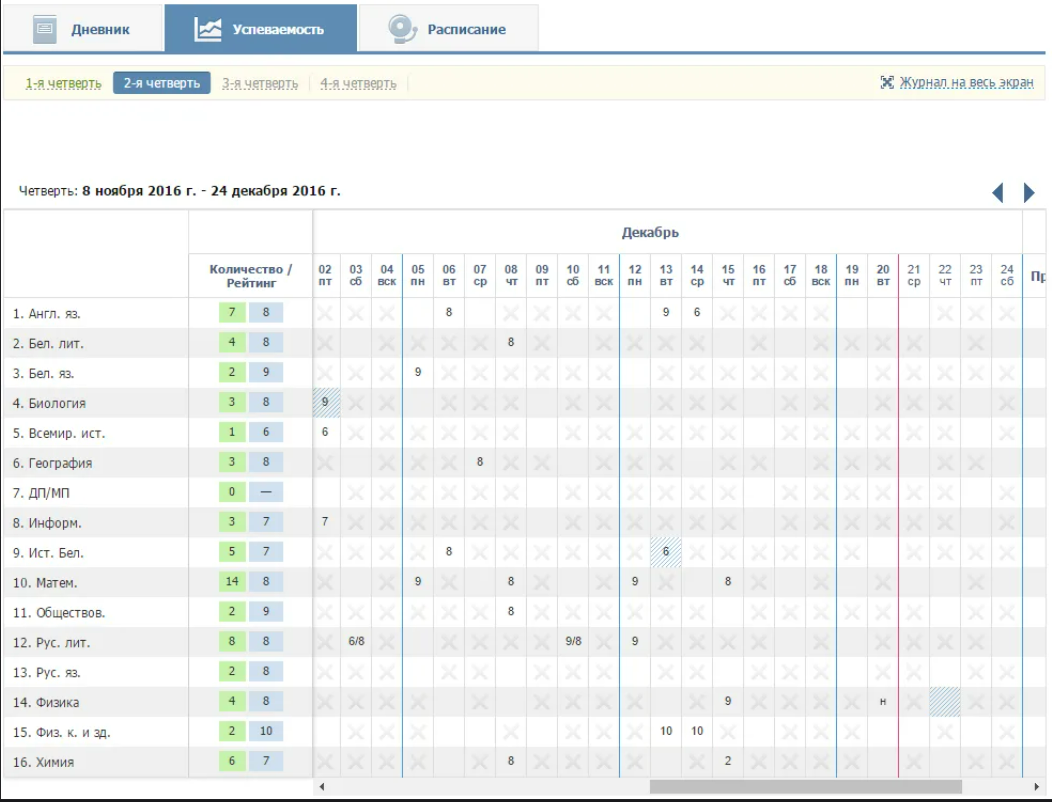 Дневник Успеваемость Расписание
1-я четверть 2-я четверть 3-я четверть 4-я четверть Журнал на весь экран
Четверть: 8 ноября 2016 г. - 24 декабря 2016 г.
Декабрь
Количество / Рейтинг 02 пт 03 сб 04 вск 05 пн 06 вт 07 ср 08 чт 09 пт 10 сб 11 вск 12 пн 13 вт 14 ср 15 чт 16 пт 17 сб 18 вск 19 пн 20 вт 21 ср 22 чт 23 пт 24 сб Пр
1. Англ. яз. 7 8 8 9 6
2. Бел. лит. 4 8 8
3. Бел. яз. 2 9 9
4. Биология 3 8 9
5. Всемир. ист. 1 6 6
6. География 3 8 8
7. ДП/МП 0 —
8. Информ. 3 7 7
9. Ист. Бел. 5 7 8 6
10. Матем. 14 8 9 8 9 8
11. Обществов. 2 9 8
12. Рус. лит. 8 8 6/8 9/8 9
13. Рус. яз. 2 8
14. Физика 4 8 9 н
15. Физ. к. и зд. 2 10 10 10
16. Химия 6 7 8 2